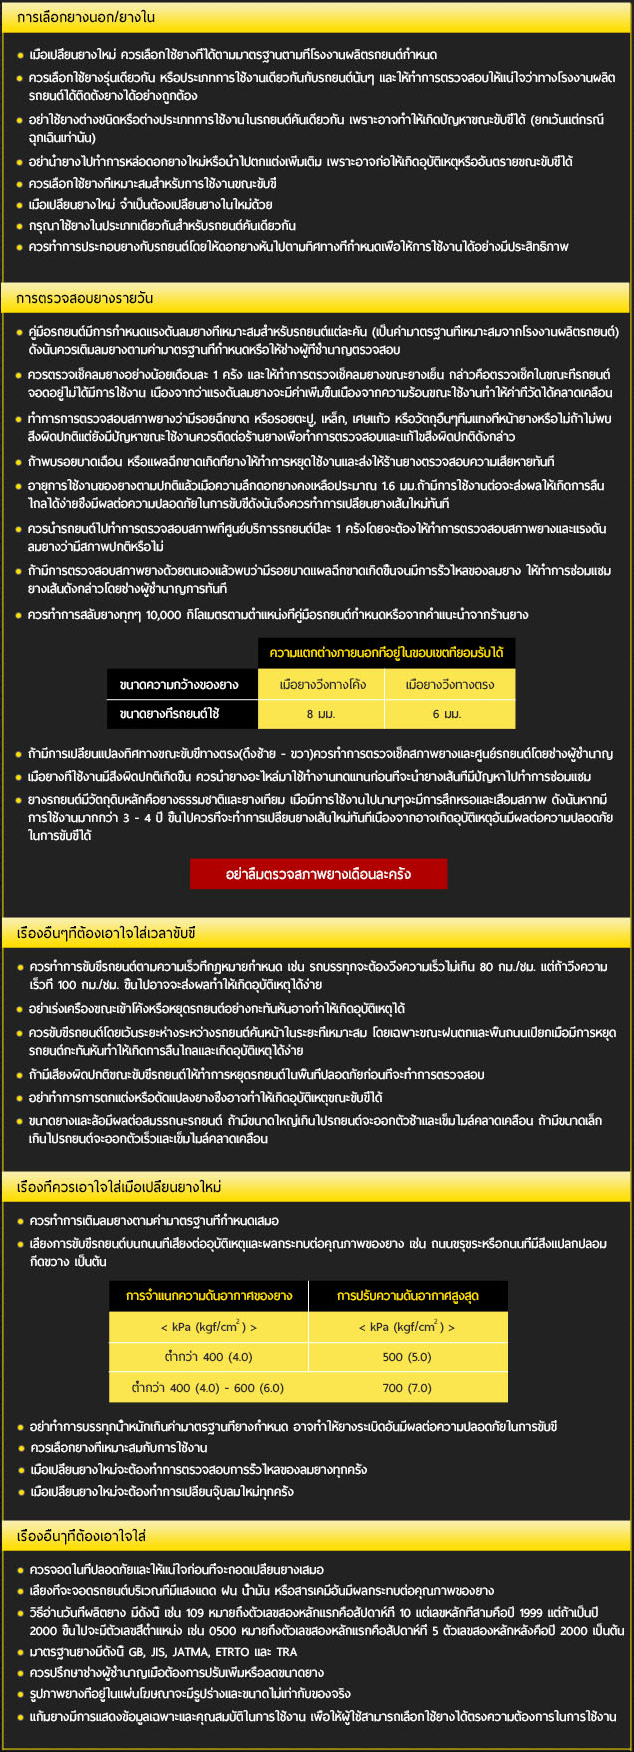 การเลือกยางนอก/ยางใน
เมื่อเปลี่ยนยางใหม่ ควรเลือกใช้ยางที่ได้ตามมาตรฐานตามที่โรงงานผลิตรถยนต์กำหนด
ควรเลือกใช้ยางรุ่นเดียวกัน หรือประเภทการใช้งานเดียวกันกับรถยนต์นั้นๆ และให้ทำการตรวจสอบให้แน่ใจว่าทางโรงงานผลิต
รถยนต์ได้ติดตั้งยางได้อย่างถูกต้อง
อย่าใช้ยางต่างชนิดหรือต่างประเภทการใช้งานในรถยนต์คันเดียวกัน เพราะอาจทำให้เกิดปัญหาขณะขับขี่ได้ (ยกเว้นแต่กรณี
ฉุกเฉินเท่านั้น)
อย่านำยางไปทำการหล่อดอกยางใหม่หรือนำไปตกแต่งเพิ่มเติม เพราะอาจก่อให้เกิดอุบัติเหตุหรืออันตรายขณะขับขี่ได้
ควรเลือกใช้ยางที่เหมาะสมสำหรับการใช้งานขณะขับขี่
เมื่อเปลี่ยนยางใหม่ จำเป็นต้องเปลี่ยนยางในใหม่ด้วย
กรุณาใช้ยางในประเภทเดียวกันสำหรับรถยนต์คันเดียวกัน
ควรทำการประกอบยางกับรถยนต์โดยให้ดอกยางหันไปตามทิศทางที่กำหนดเพื่อให้การใช้งานได้อย่างมีประสิทธิภาพ
การตรวจสอบยางรายวัน
คู่มือรถยนต์มีการกำหนดแรงดันลมยางที่เหมาะสมสำหรับรถยนต์แต่ละคัน (เป็นค่ามาตรฐานที่เหมาะสมจากโรงงานผลิตรถยนต์)
ดังนั้นควรเติมลมยางตามค่ามาตรฐานที่กำหนดหรือให้ช่างผู้ที่ชำนาญตรวจสอบ
ควรตรวจเช็คลมยางอย่างน้อยเดือนละ 1 ครั้ง และให้ทำการตรวจเช็คลมยางขณะยางเย็น กล่าวคือตรวจเช็คในขณะที่รถยนต์
จอดอยู่ไม่ได้มีการใช้งาน เนื่องจากว่าแรงดันลมยางจะมีค่าเพิ่มขึ้นเนื่องจากความร้อนขณะใช้งานทำให้ค่าที่วัดได้คลาดเคลื่อน
ทำการการตรวจสอบสภาพยางว่ามีรอยฉีกขาด หรือรอยตะปู, เหล็ก, เศษแก้ว หรือวัตถุอื่นๆทิ่มแทงที่หน้ายางหรือไม่ถ้าไม่พบ
สิ่งผิดปกติแต่ยังมีปัญหาขณะใช้งานควรติดต่อร้านยางเพื่อทำการตรวจสอบและแก้ไขสิ่งผิดปกติดังกล่าว
ถ้าพบรอยบาดเฉือน หรือแผลฉีกขาดเกิดที่ยางให้ทำการหยุดใช้งานและส่งให้ร้านยางตรวจสอบความเสียหายทันที
อายุการใช้งานของยางตามปกติแล้วเมื่อความลึกดอกยางคงเหลือประมาณ 1.6 มม.ถ้ามีการใช้งานต่อจะส่งผลให้เกิดการลื่น
ไถลได้ง่ายซึ่งมีผลต่อความปลอดภัยในการขับขี่ดังนั้นจึงควรทำการเปลี่ยนยางเส้นใหม่ทันที
ควรนำรถยนต์ไปทำการตรวจสอบสภาพที่ศูนย์บริการรถยนต์ปีละ 1 ครั้งโดยจะต้องให้ทำการตรวจสอบสภาพยางและแรงดัน
ลมยางว่ามีสภาพปกติหรือไม่
ถ้ามีการตรวจสอบสภาพยางด้วยตนเองแล้วพบว่ามีรอยบาดแผลฉีกขาดเกิดขึ้นจนมีการรั่วไหลของลมยาง ให้ทำการซ่อมแซม
ยางเส้นดังกล่าวโดยช่างผู้ชำนาญการทันที
ควรทำการสลับยางทุกๆ 10,000 กิโลเมตรตามตำแหน่งที่คู่มือรถยนต์กำหนดหรือจากคำแนะนำจากร้านยาง
ความแตกต่างภายนอกที่อยู่ในขอบเขตที่ยอมรับได้
ขนาดความกว้างของยาง เมื่อยางวิ่งทางโค้ง เมื่อยางวิ่งทางตรง
ขนาดยางที่รถยนต์ใช้ 8 มม. 6 มม.
ถ้ามีการเปลี่ยนแปลงทิศทางขณะขับขี่ทางตรง(ดึงซ้าย - ขวา)ควรทำการตรวจเช็คสภาพยางและศูนย์รถยนต์โดยช่างผู้ชำนาญ
เมื่อยางที่ใช้งานมีสิ่งผิดปกติเกิดขึ้น ควรนำยางอะไหล่มาใช้ทำงานทดแทนก่อนที่จะนำยางเส้นที่มีปัญหาไปทำการซ่อมแซม
ยางรถยนต์มีวัตถุดิบหลักคือยางธรรมชาติและยางเทียม เมื่อมีการใช้งานไปนานๆจะมีการสึกหรอและเสื่อมสภาพ ดังนั้นหากมี
การใช้งานมากกว่า 3 - 4 ปี ขึ้นไปควรที่จะทำการเปลี่ยนยางเส้นใหม่ทันทีเนื่องจากอาจเกิดอุบัติเหตุอันมีผลต่อความปลอดภัย
ในการขับขี่ได้
อย่าลืมตรวจสภาพยางเดือนละครั้ง
เรื่องอื่นๆที่ต้องเอาใจใส่เวลาขับขี่
ควรทำการขับขี่รถยนต์ตามความเร็วที่กฎหมายกำหนด เช่น รถบรรทุกจะต้องวิ่งความเร็วไม่เกิน 80 กม./ชม. แต่ถ้าวิ่งความ
เร็วที่ 100 กม./ชม. ขึ้นไปอาจจะส่งผลทำให้เกิดอุบัติเหตุได้ง่าย
อย่าเร่งเครื่องขณะเข้าโค้งหรือหยุดรถยนต์อย่างกะทันหันอาจทำให้เกิดอุบัติเหตุได้
ควรขับขี่รถยนต์โดยเว้นระยะห่างระหว่างรถยนต์คันหน้าในระยะที่เหมาะสม โดยเฉพาะขณะฝนตกและพื้นถนนเปียกเมื่อมีการหยุด
รถยนต์กะทันหันทำให้เกิดการลื่นไถลและเกิดอุบัติเหตุได้ง่าย
ถ้ามีเสียงผิดปกติขณะขับขี่รถยนต์ให้ทำการหยุดรถยนต์ในพื้นที่ปลอดภัยก่อนที่จะทำการตรวจสอบ
อย่าทำการการตกแต่งหรือดัดแปลงยางซึ่งอาจทำให้เกิดอุบัติเหตุขณะขับขี่ได้
ขนาดยางและล้อมีผลต่อสมรรถนะรถยนต์ ถ้ามีขนาดใหญ่เกินไปรถยนต์จะออกตัวช้าและเข็มไมล์คลาดเคลื่อน ถ้ามีขนาดเล็ก
เกินไปรถยนต์จะออกตัวเร็วและเข็มไมล์คลาดเคลื่อน
เรื่องที่ควรเอาใจใส่เมื่อเปลี่ยนยางใหม่
ควรทำการเติมลมยางตามค่ามาตรฐานที่กำหนดเสมอ
เลี่ยงการขับขี่รถยนต์บนถนนที่เสี่ยงต่ออุบัติเหตุและผลกระทบต่อคุณภาพของยาง เช่น ถนนขรุขระหรือถนนที่มีสิ่งแปลกปลอม
กีดขวาง เป็นต้น
การจำแนกความดันอากาศของยาง การปรับความดันอากาศสูงสุด
< kPa (kgf/cm²) > < kPa (kgf/cm²) >
ต่ำกว่า 400 (4.0) 500 (5.0)
ต่ำกว่า 400 (4.0) - 600 (6.0) 700 (7.0)
อย่าทำการบรรทุกน้ำหนักเกินค่ามาตรฐานที่ยางกำหนด อาจทำให้ยางระเบิดอันมีผลต่อความปลอดภัยในการขับขี่
ควรเลือกยางที่เหมาะสมกับการใช้งาน
เมื่อเปลี่ยนยางใหม่จะต้องทำการตรวจสอบการรั่วไหลของลมยางทุกครั้ง
เมื่อเปลี่ยนยางใหม่จะต้องทำการเปลี่ยนจุ๊บลมใหม่ทุกครั้ง
เรื่องอื่นๆที่ต้องเอาใจใส่
ควรจอดในที่ปลอดภัยและให้แน่ใจก่อนที่จะถอดเปลี่ยนยางเสมอ
เลี่ยงที่จะจอดรถยนต์บริเวณที่มีแสงแดด ฝน น้ำมัน หรือสารเคมีอันมีผลกระทบต่อคุณภาพของยาง
วิธีอ่านวันที่ผลิตยาง มีดังนี้ เช่น 109 หมายถึงตัวเลขสองหลักแรกคือสัปดาห์ที่ 10 แต่เลขหลักที่สามคือปี 1999 แต่ถ้าเป็นปี
2000 ขึ้นไปจะมีตัวเลขสี่ตำแหน่ง เช่น 0500 หมายถึงตัวเลขสองหลักแรกคือสัปดาห์ที่ 5 ตัวเลขสองหลักหลังคือปี 2000 เป็นต้น
มาตรฐานยางมีดังนี้ GB, JIS, JATMA, ETRTO และ TRA
ควรปรึกษาช่างผู้ชำนาญเมื่อต้องการปรับเพิ่มหรือลดขนาดยาง
รูปภาพยางที่อยู่ในแผ่นโฆษณาจะมีรูปร่างและขนาดไม่เท่ากับของจริง
แก้มยางมีการแสดงข้อมูลเฉพาะและคุณสมบัติในการใช้งาน เพื่อให้ผู้ใช้สามารถเลือกใช้ยางได้ตรงความต้องการในการใช้งาน